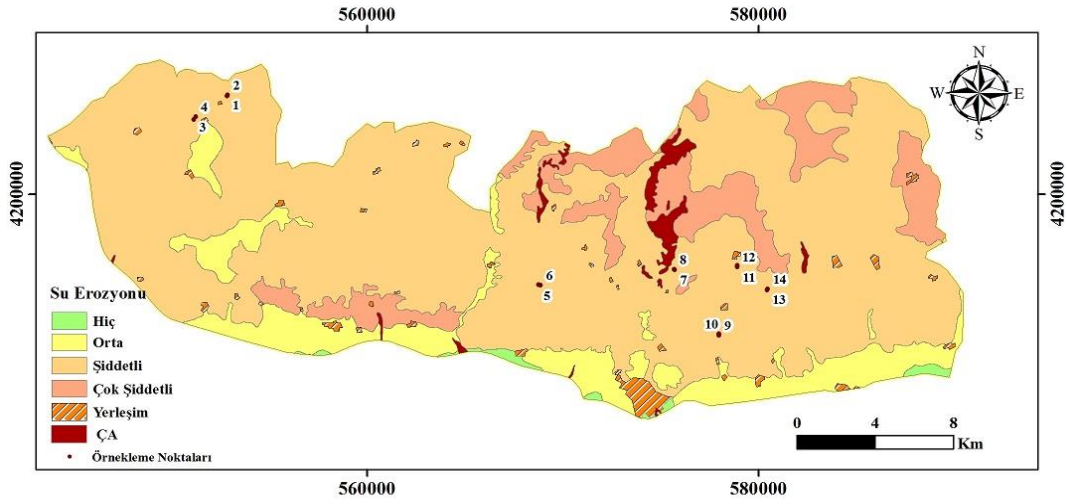 560000
580000
4200000
4200000
N
W
E
S
2
1
4
3
6
5
8
7
12
11
14
13
10
9
Su Erozyonu
Hiç
Orta
Şiddetli
Çok Şiddetli
Yerleşim
ÇA
Örnekleme Noktaları
0
4
8
Km
560000
580000